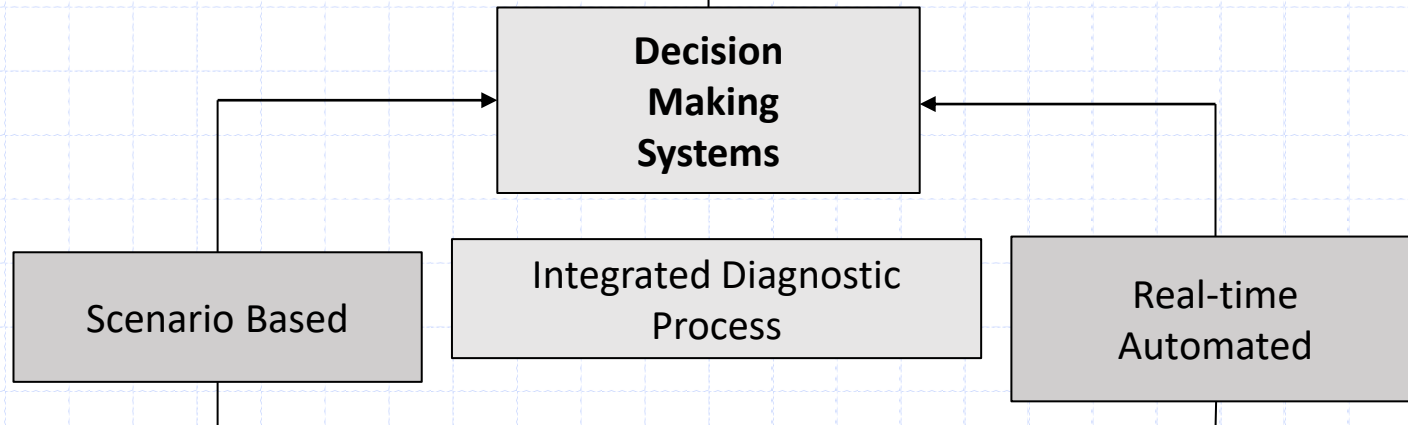 Decision
Making
Systems
Integrated Diagnostic
Process
Scenario Based
Real-time
Automated